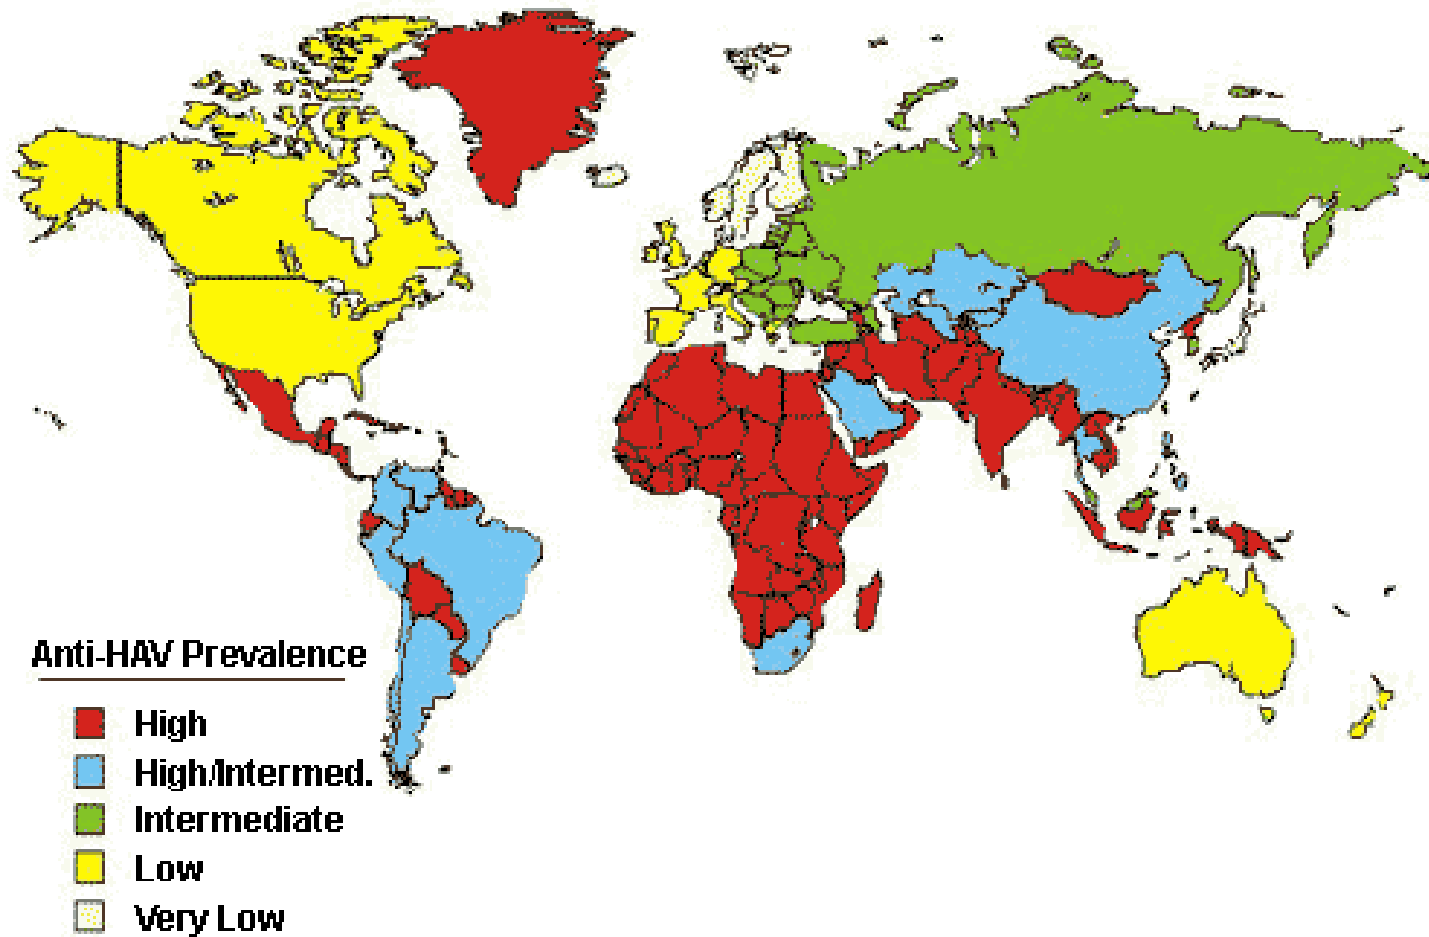 Anti-HAV Prevalence
High
High/Intermed.
Intermediate
Low
Very Low